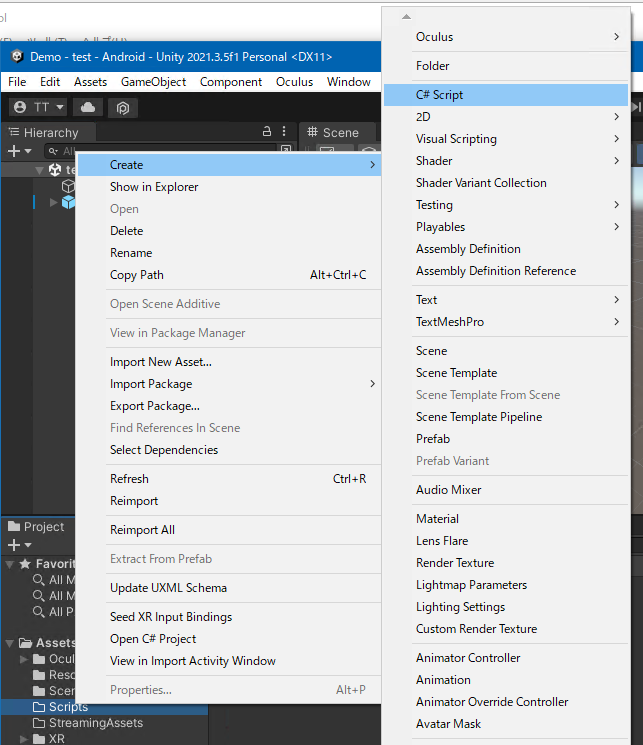 Demo - test - Android - Unity 2021.3.5f1 Personal <DX11>
File Edit Assets GameObject Component Oculus Window
TT
Hierarchy
Scene
All
Create
Show in Explorer
Open
Delete
Rename
Copy Path Alt+Ctrl+C
Open Scene Additive
View in Package Manager
Import New Asset...
Import Package
Export Package...
Find References In Scene
Select Dependencies
Refresh Ctrl+R
Reimport
Reimport All
Extract From Prefab
Update UXML Schema
Seed XR Input Bindings
Open C# Project
View in Import Activity Window
Properties... Alt+P
Oculus
Folder
C# Script
2D
Visual Scripting
Shader
Shader Variant Collection
Testing
Playables
Assembly Definition
Assembly Definition Reference
Text
TextMeshPro
Scene
Scene Template
Scene Template From Scene
Scene Template Pipeline
Prefab
Prefab Variant
Audio Mixer
Material
Lens Flare
Render Texture
Lightmap Parameters
Lighting Settings
Custom Render Texture
Animator Controller
Animation
Animator Override Controller
Avatar Mask
Project
Favorit
All M
All M
All P
Assets
Ocul
Reso
Scen
Scripts
StreamingAssets
XR